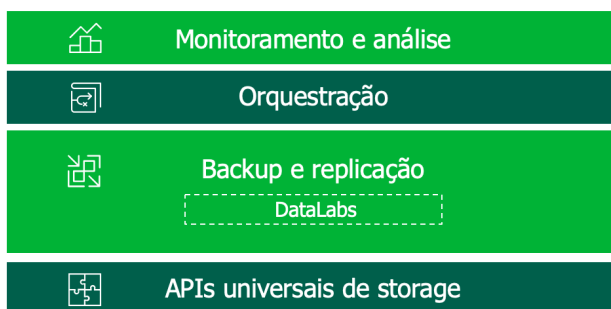 Monitoramento e análise
Orquestração
Backup e replicação
DataLabs
APIs universais de storage